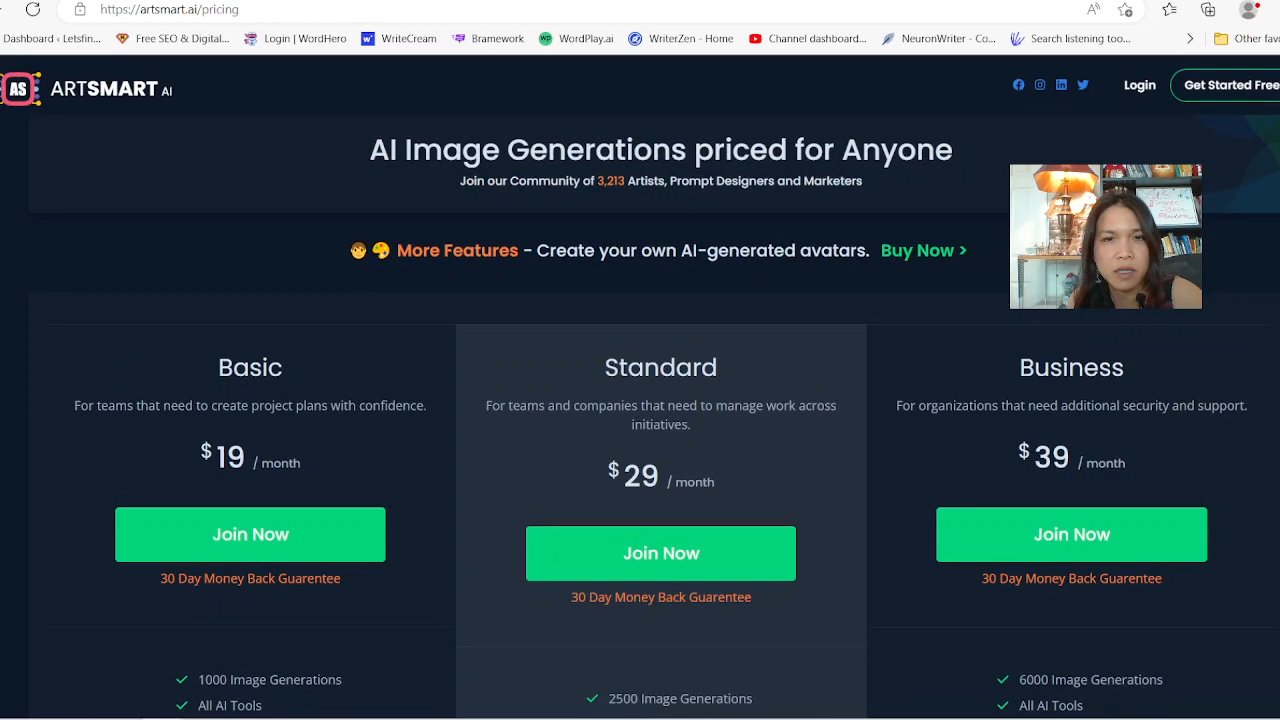 https://artsmart.ai/pricing
Dashboard ‹ Letsfin... Free SEO & Digital... Login | WordHero WriteCream Bramework WordPlay.ai WriterZen - Home Channel dashboard... NeuronWriter - Co... Search listening too... Other favo
AS ARTSMART AI
Login Get Started Free
AI Image Generations priced for Anyone
Join our Community of 3,213 Artists, Prompt Designers and Marketers
More Features - Create your own AI-generated avatars. Buy Now >
Basic
For teams that need to create project plans with confidence.
$19 / month
Join Now
30 Day Money Back Guarentee
1000 Image Generations
All AI Tools
Standard
For teams and companies that need to manage work across
initiatives.
$29 / month
Join Now
30 Day Money Back Guarentee
2500 Image Generations
Business
For organizations that need additional security and support.
$39 / month
Join Now
30 Day Money Back Guarentee
6000 Image Generations
All AI Tools